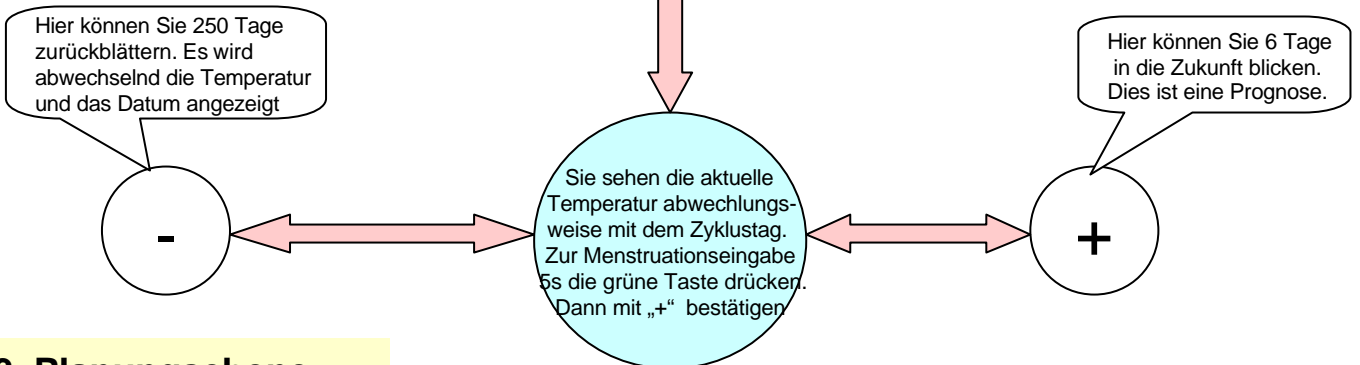 Hier können Sie 250 Tage
zurückblättern. Es wird
abwechselnd die Temperatur
und das Datum angezeigt
Hier können Sie 6 Tage
in die Zukunft blicken.
Dies ist eine Prognose.
-
Sie sehen die aktuelle
Temperatur abwechlungs-
weise mit dem Zyklustag.
Zur Menstruationseingabe
5s die grüne Taste drücken.
Dann mit „+“ bestätigen
+
Planungsebene